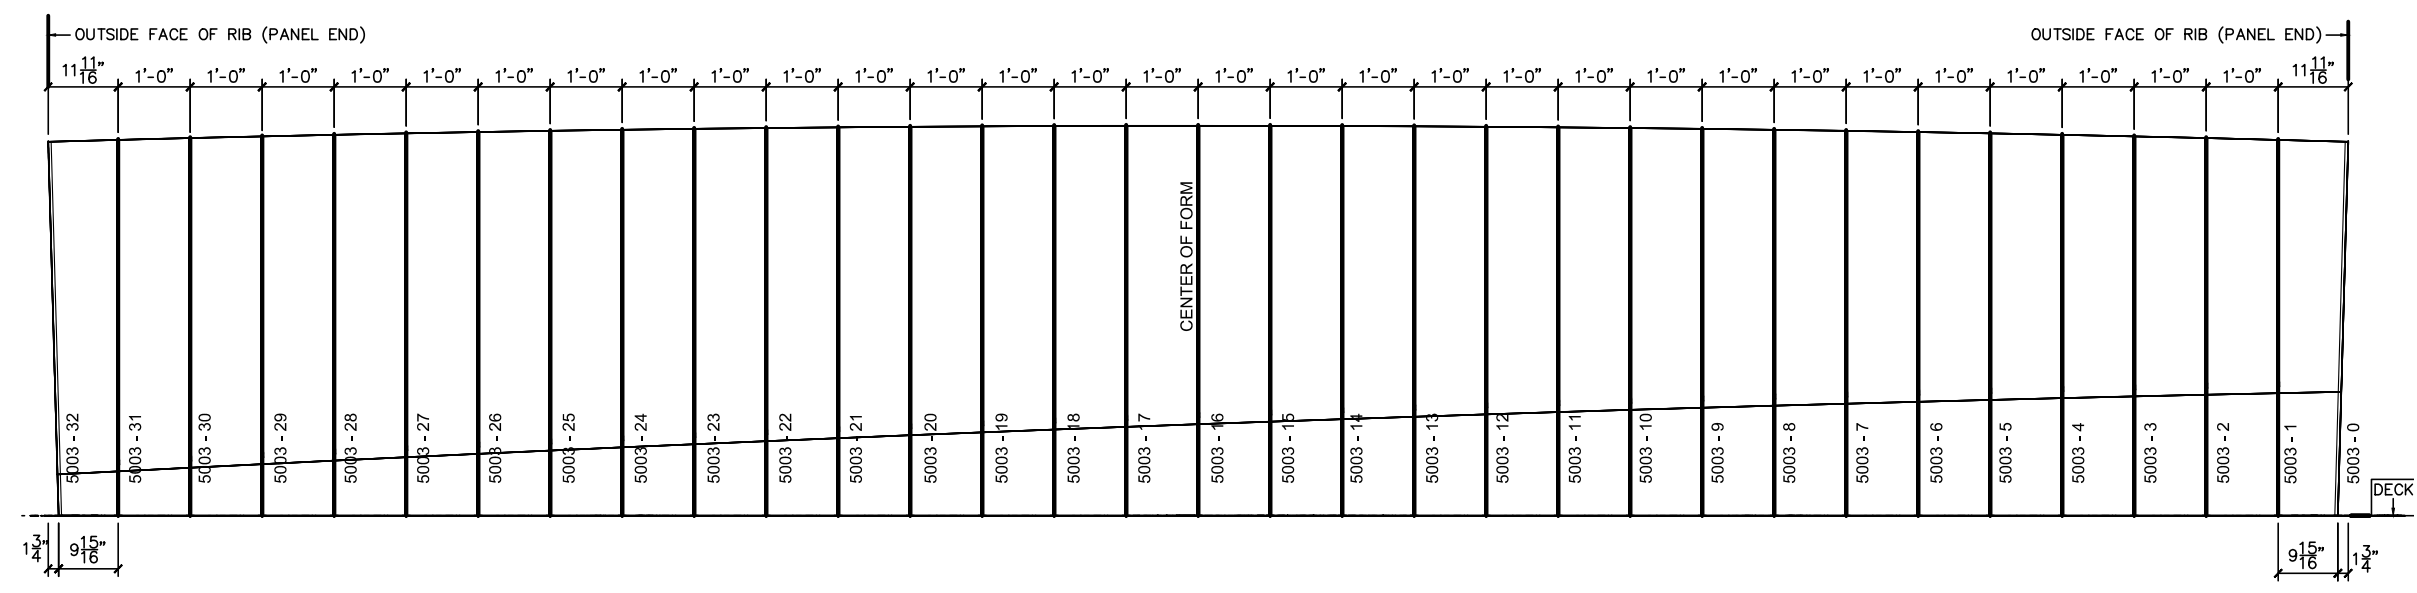 OUTSIDE FACE OF RIB (PANEL END)
OUTSIDE FACE OF RIB (PANEL END)
11 11/16" 1'-0" 1'-0" 1'-0" 1'-0" 1'-0" 1'-0" 1'-0" 1'-0" 1'-0" 1'-0" 1'-0" 1'-0" 1'-0" 1'-0" 1'-0" 1'-0" 1'-0" 1'-0" 1'-0" 1'-0" 1'-0" 1'-0" 1'-0" 1'-0" 1'-0" 1'-0" 1'-0" 1'-0" 1'-0" 1'-0" 11 11/16"
CENTER OF FORM
5003 - 32
5003 - 31
5003 - 30
5003 - 29
5003 - 28
5003 - 27
5003 - 26
5003 - 25
5003 - 24
5003 - 23
5003 - 22
5003 - 21
5003 - 20
5003 - 19
5003 - 18
5003 - 17
5003 - 16
5003 - 15
5003 - 14
5003 - 13
5003 - 12
5003 - 11
5003 - 10
5003 - 9
5003 - 8
5003 - 7
5003 - 6
5003 - 5
5003 - 4
5003 - 3
5003 - 2
5003 - 1
5003 - 0
DECK
1 3/4" 9 15/16"
9 15/16" 1 3/4"